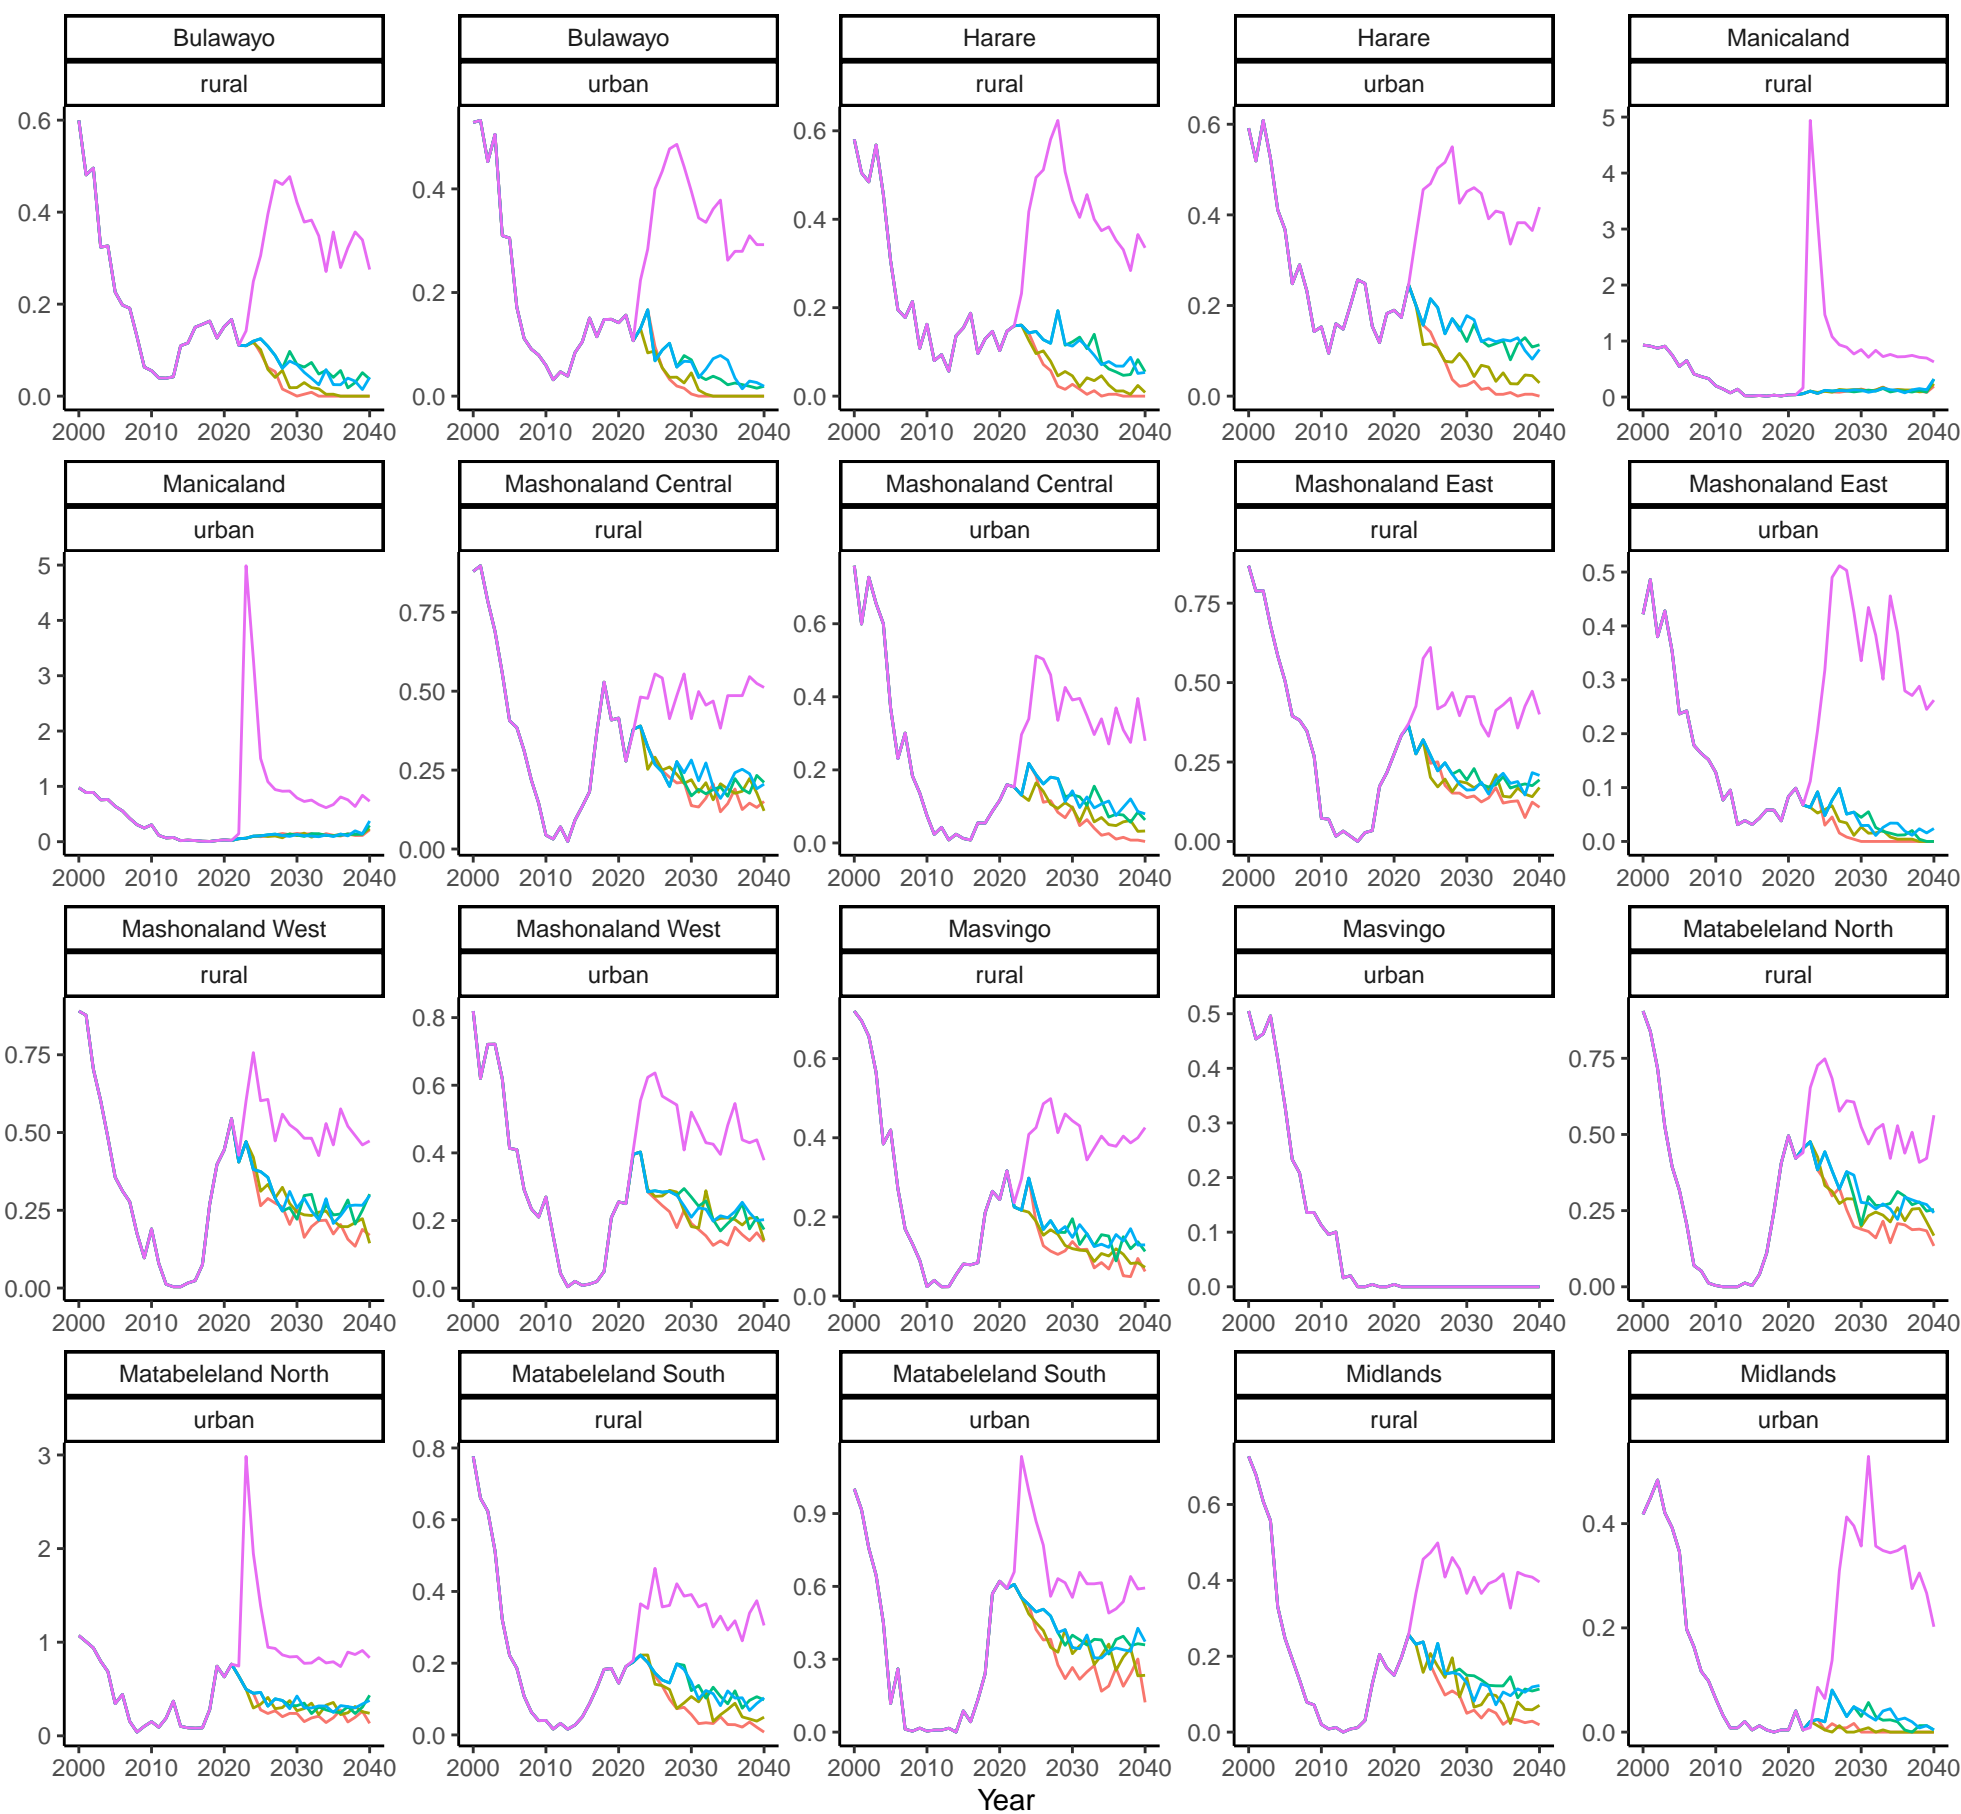 Bulawayo Bulawayo Harare Harare Manicaland
rural urban rural urban rural
0.6 0.4 0.2 0.0
0.4 0.2 0.0
0.6 0.4 0.2 0.0
0.6 0.4 0.2 0.0
5 4 3 2 1 0
2000 2010 2020 2030 2040 2000 2010 2020 2030 2040 2000 2010 2020 2030 2040 2000 2010 2020 2030 2040 2000 2010 2020 2030 2040
Manicaland Mashonaland Central Mashonaland Central Mashonaland East Mashonaland East
urban rural urban rural urban
5 4 3 2 1 0
0.75 0.50 0.25 0.00
0.6 0.4 0.2 0.0
0.75 0.50 0.25 0.00
0.5 0.4 0.3 0.2 0.1 0.0
2000 2010 2020 2030 2040 2000 2010 2020 2030 2040 2000 2010 2020 2030 2040 2000 2010 2020 2030 2040 2000 2010 2020 2030 2040
Mashonaland West Mashonaland West Masvingo Masvingo Matabeleland North
rural urban rural urban rural
0.75 0.50 0.25 0.00
0.8 0.6 0.4 0.2 0.0
0.6 0.4 0.2 0.0
0.5 0.4 0.3 0.2 0.1 0.0
0.75 0.50 0.25 0.00
2000 2010 2020 2030 2040 2000 2010 2020 2030 2040 2000 2010 2020 2030 2040 2000 2010 2020 2030 2040 2000 2010 2020 2030 2040
Matabeleland North Matabeleland South Matabeleland South Midlands Midlands
urban rural urban rural urban
3 2 1 0
0.8 0.6 0.4 0.2 0.0
0.9 0.6 0.3 0.0
0.6 0.4 0.2 0.0
0.4 0.2 0.0
2000 2010 2020 2030 2040 2000 2010 2020 2030 2040 2000 2010 2020 2030 2040 2000 2010 2020 2030 2040 2000 2010 2020 2030 2040
Year